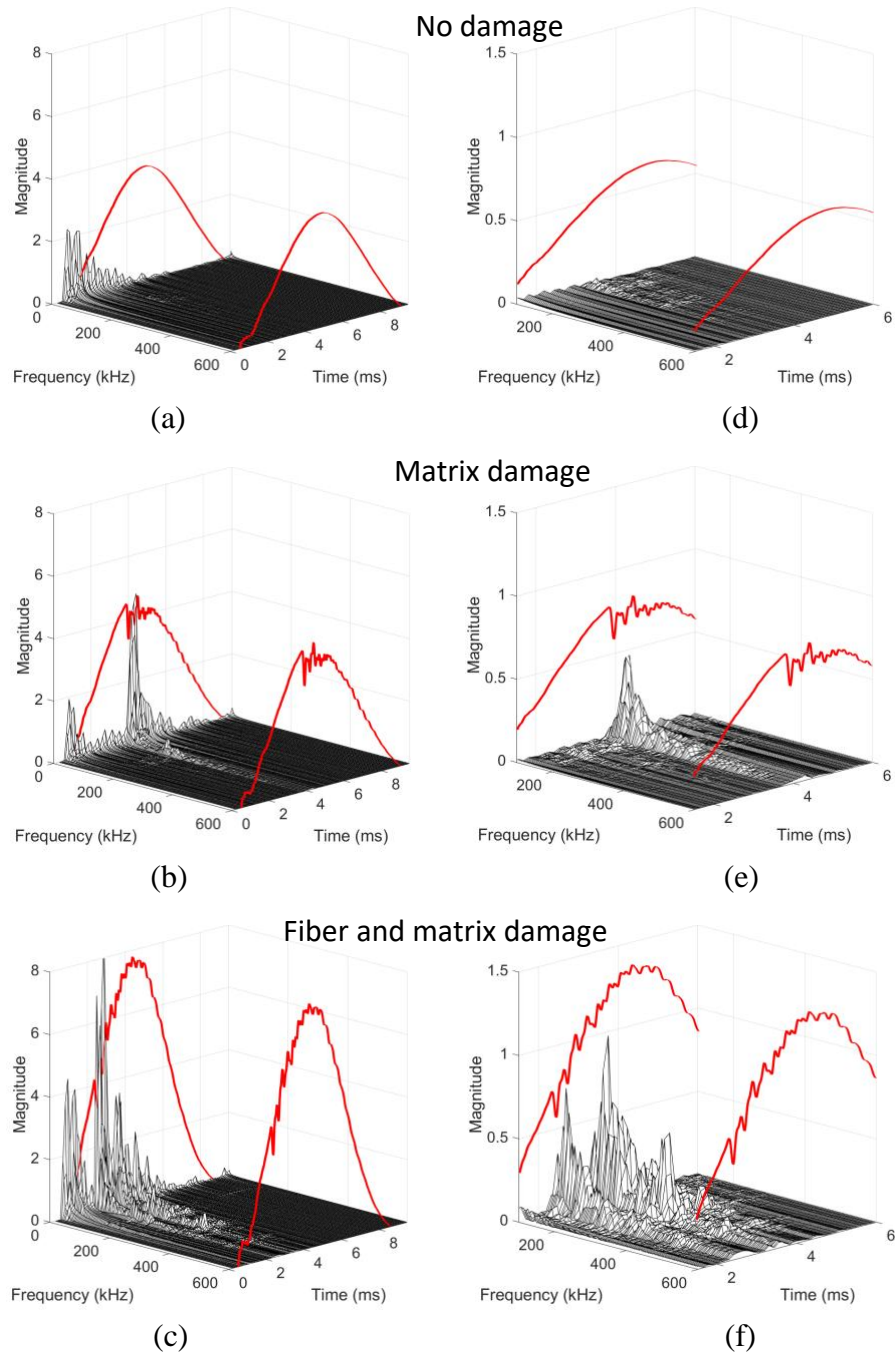 No damage
8
6
4
2
0
Magnitude
0
200
400
600
Frequency (kHz)
0
2
4
6
8
Time (ms)
(a)
1.5
1
0.5
0
Magnitude
200
400
600
Frequency (kHz)
2
4
6
Time (ms)
(d)
Matrix damage
8
6
4
2
0
Magnitude
0
200
400
600
Frequency (kHz)
0
2
4
6
8
Time (ms)
(b)
1.5
1
0.5
0
Magnitude
200
400
600
Frequency (kHz)
2
4
6
Time (ms)
(e)
Fiber and matrix damage
8
6
4
2
0
Magnitude
0
200
400
600
Frequency (kHz)
0
2
4
6
8
Time (ms)
(c)
1.5
1
0.5
0
Magnitude
200
400
600
Frequency (kHz)
2
4
6
Time (ms)
(f)